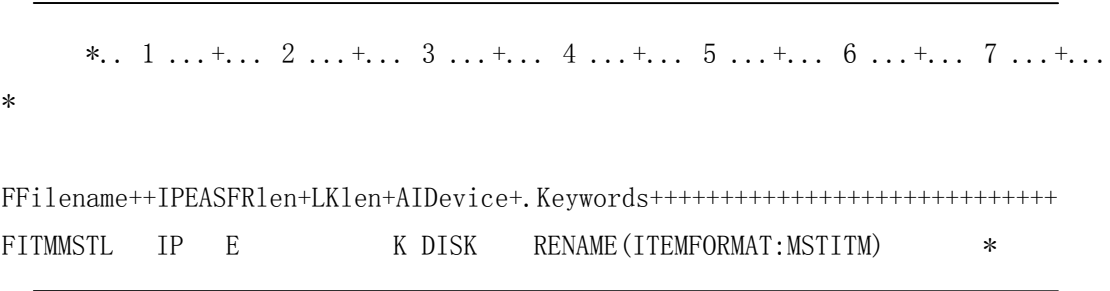 *.. 1 ...+... 2 ...+... 3 ...+... 4 ...+... 5 ...+... 6 ...+... 7 ...+...
*
FFilename++IPEASFRlen+LKlen+AIDevice+.Keywords+++++++++++++++++++++++++++++
FITMMSTL   IP   E              K DISK    RENAME(ITEMFORMAT:MSTITM)       *